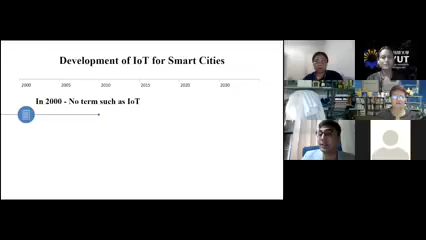 Development of IoT for Smart Cities
2000 2005 2010 2015 2020 2030
In 2000 - No term such as IoT
YUT